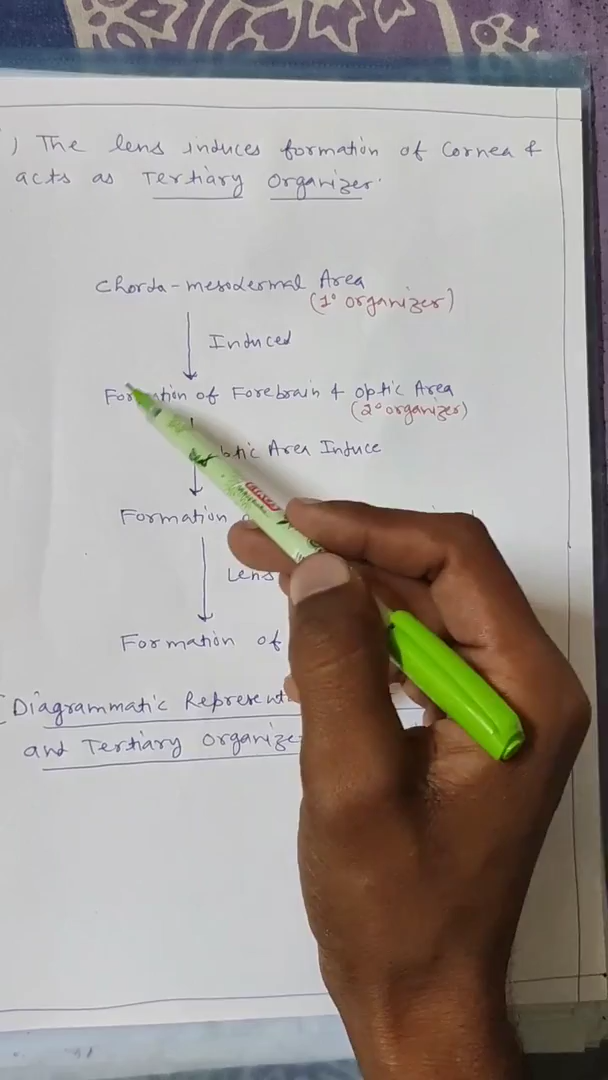 ) The lens induces formation of Cornea &
acts as Tertiary Organizer.
Chorda-mesodermal Area
(1° organizer)
Induced
Formation of Forebrain & optic Area
(2° organizer)
optic Area Induce
Formation
Lens
Formation of
Diagrammatic Represent
and Tertiary Organize